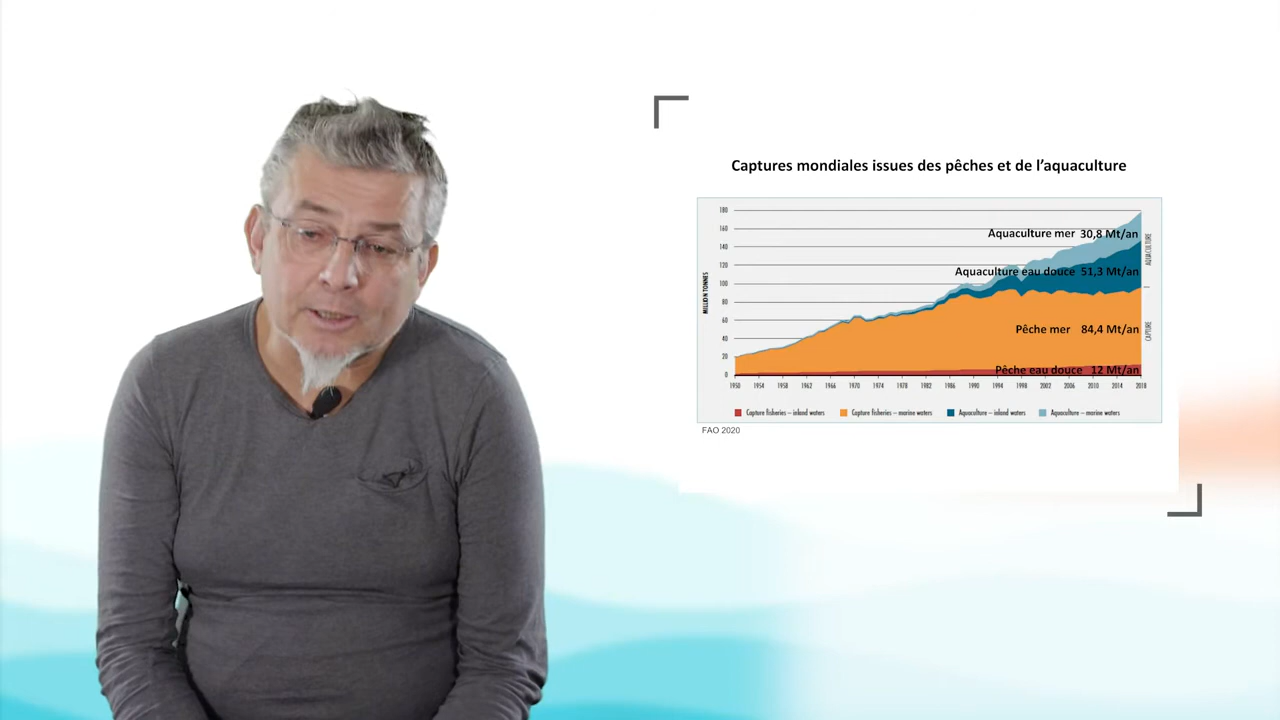 Captures mondiales issues des pêches et de l'aquaculture
180
160
140
120
100
80
60
40
20
0
MILLION TONNES
Aquaculture mer 30,8 Mt/an
Aquaculture eau douce 51,3 Mt/an
Pêche mer 84,4 Mt/an
Pêche eau douce 12 Mt/an
AQUACULTURE
CAPTURE
1950 1954 1958 1962 1966 1970 1974 1978 1982 1986 1990 1994 1998 2002 2006 2010 2014 2018
Capture fisheries – inland waters Capture fisheries – marine waters Aquaculture – inland waters Aquaculture – marine waters
FAO 2020